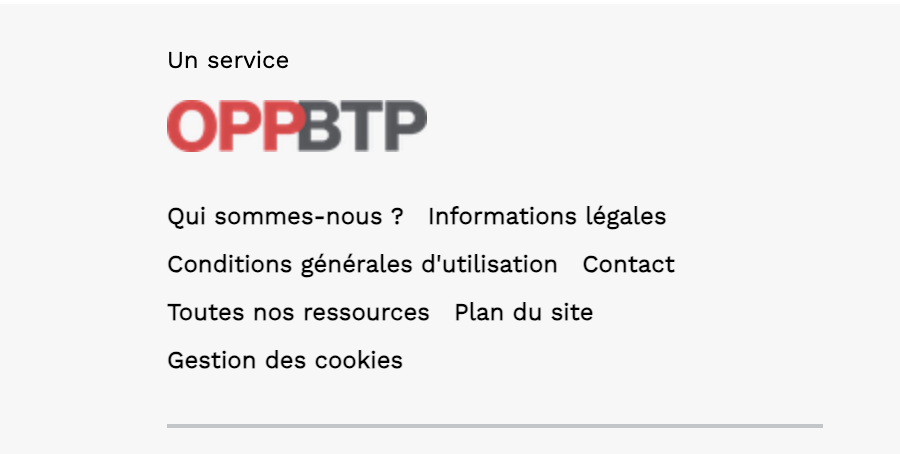 Un service
OPPBTP
Qui sommes-nous ? Informations légales
Conditions générales d'utilisation Contact
Toutes nos ressources Plan du site
Gestion des cookies